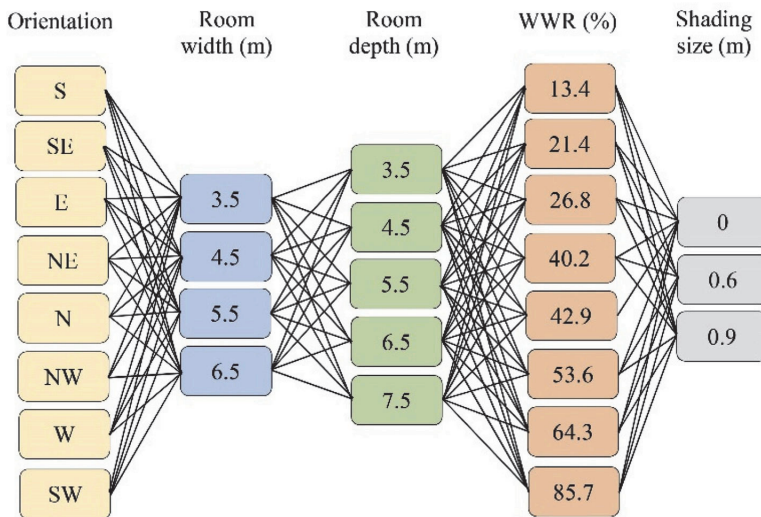 Orientation
Room
width (m)
Room
depth (m)
WWR (%)
Shading
size (m)
S
SE
E
NE
N
NW
W
SW
3.5
4.5
5.5
6.5
3.5
4.5
5.5
6.5
7.5
13.4
21.4
26.8
40.2
42.9
53.6
64.3
85.7
0
0.6
0.9